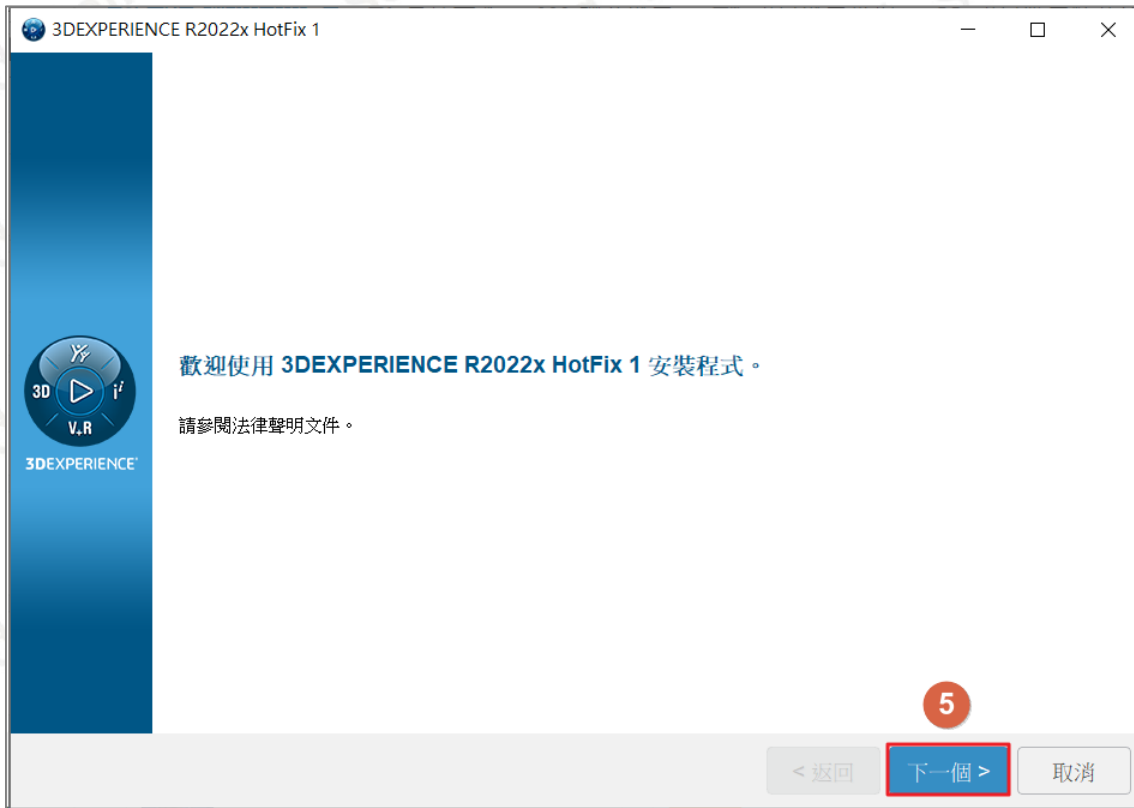 3DEXPERIENCE R2022x HotFix 1
3D
i
V+R
3DEXPERIENCE
歡迎使用 3DEXPERIENCE R2022x HotFix 1 安裝程式。
請參閱法律聲明文件。
5
< 返回
下一個 >
取消